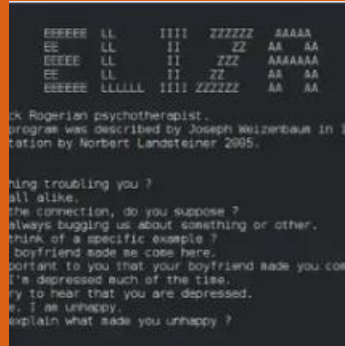 EEEEEE LL IIII ZZZZZZ AAAAA
EE LL II ZZ AA AA
EEEEE LL II ZZZ AAAAAAA
EE LL II ZZ AA AA
EEEEEE LLLLLL IIII ZZZZZZ AA AA
ck Rogerian psychotherapist.
program was described by Joseph Weizenbaum in 1
tation by Norbert Landsteiner 2005.
hing troubling you ?
all alike.
the connection, do you suppose ?
always bugging us about something or other.
think of a specific example ?
boyfriend made me come here.
portant to you that your boyfriend made you com
I'm depressed much of the time.
ry to hear that you are depressed.
e. I am unhappy.
explain what made you unhappy ?